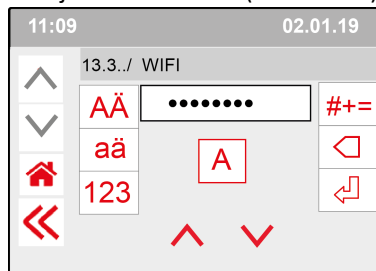 11:09 02.01.19
13.3../ WIFI
AÄ •••••••• #+=
aä A
123